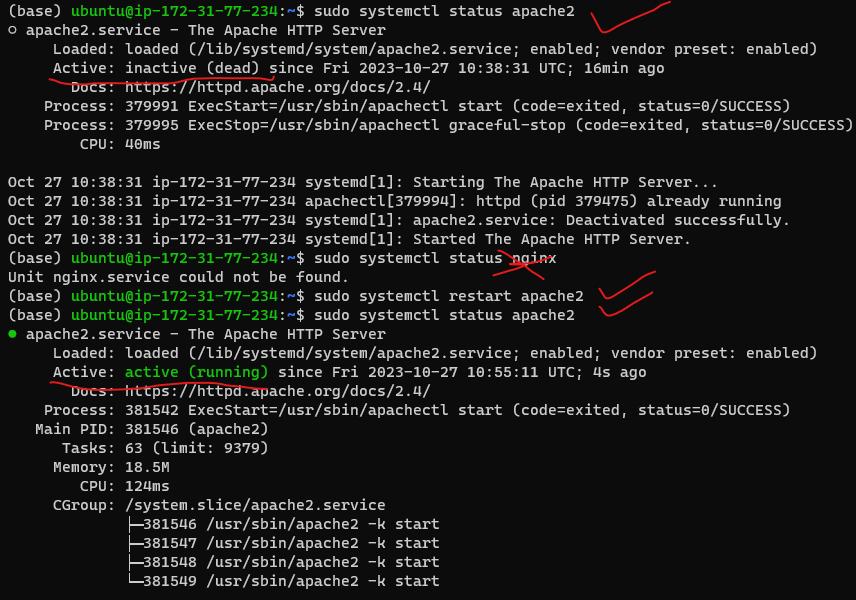 (base) ubuntu@ip-172-31-77-234:~$ sudo systemctl status apache2
○ apache2.service - The Apache HTTP Server
Loaded: loaded (/lib/systemd/system/apache2.service; enabled; vendor preset: enabled)
Active: inactive (dead) since Fri 2023-10-27 10:38:31 UTC; 16min ago
Docs: https://httpd.apache.org/docs/2.4/
Process: 379991 ExecStart=/usr/sbin/apachectl start (code=exited, status=0/SUCCESS)
Process: 379995 ExecStop=/usr/sbin/apachectl graceful-stop (code=exited, status=0/SUCCESS)
CPU: 40ms
Oct 27 10:38:31 ip-172-31-77-234 systemd[1]: Starting The Apache HTTP Server...
Oct 27 10:38:31 ip-172-31-77-234 apachectl[379994]: httpd (pid 379475) already running
Oct 27 10:38:31 ip-172-31-77-234 systemd[1]: apache2.service: Deactivated successfully.
Oct 27 10:38:31 ip-172-31-77-234 systemd[1]: Started The Apache HTTP Server.
(base) ubuntu@ip-172-31-77-234:~$ sudo systemctl status nginx
Unit nginx.service could not be found.
(base) ubuntu@ip-172-31-77-234:~$ sudo systemctl restart apache2
(base) ubuntu@ip-172-31-77-234:~$ sudo systemctl status apache2
● apache2.service - The Apache HTTP Server
Loaded: loaded (/lib/systemd/system/apache2.service; enabled; vendor preset: enabled)
Active: active (running) since Fri 2023-10-27 10:55:11 UTC; 4s ago
Docs: https://httpd.apache.org/docs/2.4/
Process: 381542 ExecStart=/usr/sbin/apachectl start (code=exited, status=0/SUCCESS)
Main PID: 381546 (apache2)
Tasks: 63 (limit: 9379)
Memory: 18.5M
CPU: 124ms
CGroup: /system.slice/apache2.service
├─381546 /usr/sbin/apache2 -k start
├─381547 /usr/sbin/apache2 -k start
├─381548 /usr/sbin/apache2 -k start
└─381549 /usr/sbin/apache2 -k start